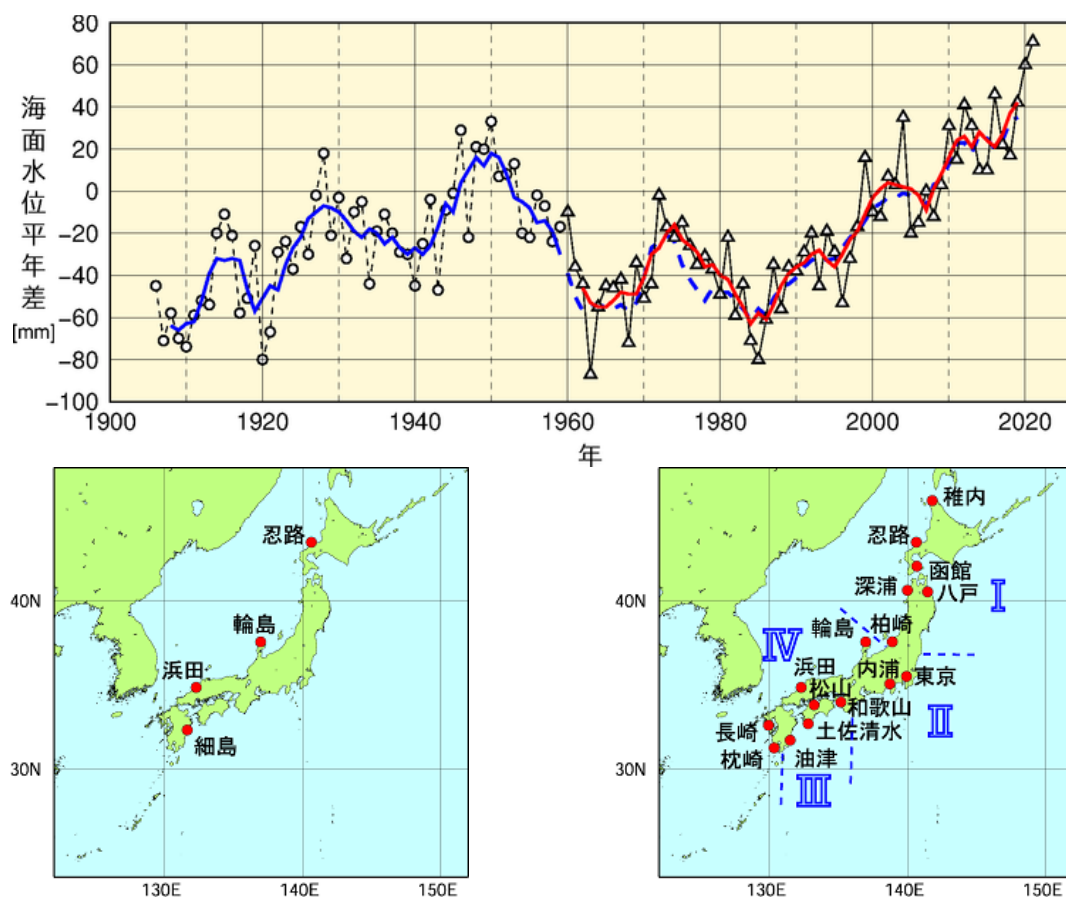 80
60
40
20
0
−20
−40
−60
−80
−100
海面水位平年差
[mm]
1900 1920 1940 1960 1980 2000 2020
年
忍路
輪島
浜田
細島
40N
30N
130E 140E 150E
稚内
忍路
函館
深浦
八戸
I
輪島 柏崎
IV
浜田 内浦
東京
松山
和歌山
II
長崎 土佐清水
枕崎 油津
III
40N
30N
130E 140E 150E